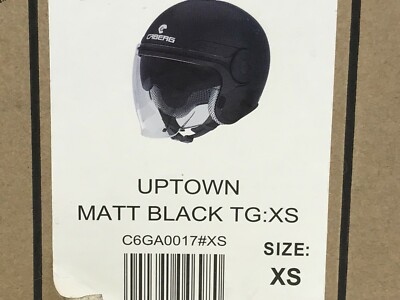 CABERG
UPTOWN
MATT BLACK TG:XS
C6GA0017#XS
SIZE:
XS